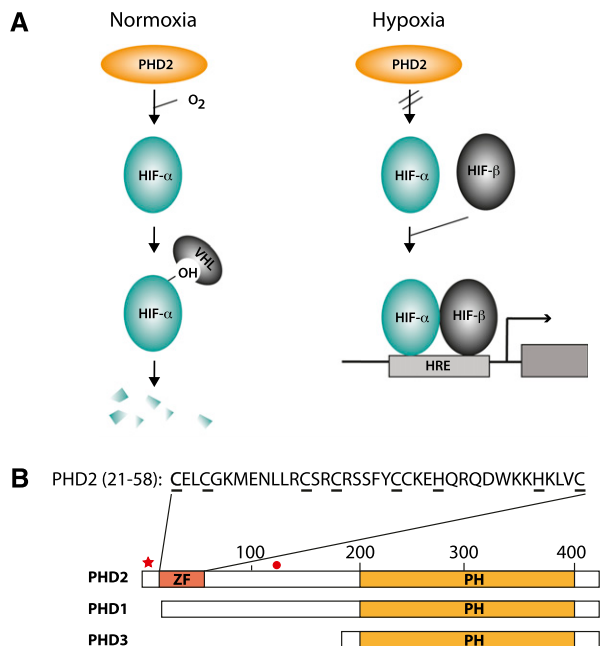 A
Normoxia
Hypoxia
PHD2
PHD2
O2
HIF-α
HIF-α
HIF-β
VHL
OH
HIF-α
HIF-α
HIF-β
HRE
B
PHD2 (21-58): CELCGKMENLLRCSRCRSSFYCCKEHQRQDWKKHKLVC
100 200 300 400
PHD2 ZF PH
PHD1 PH
PHD3 PH